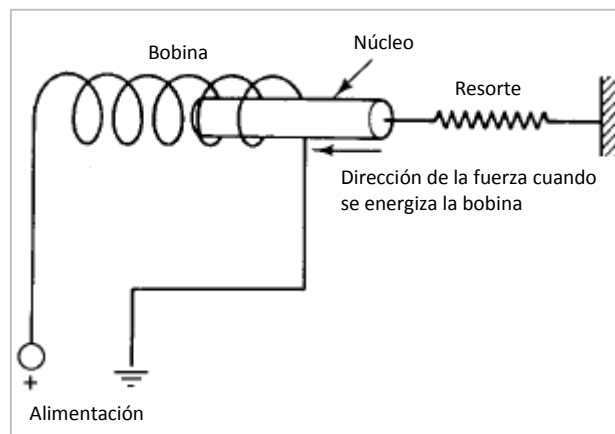 Bobina
Núcleo
Resorte
Dirección de la fuerza cuando
se energiza la bobina
+
Alimentación